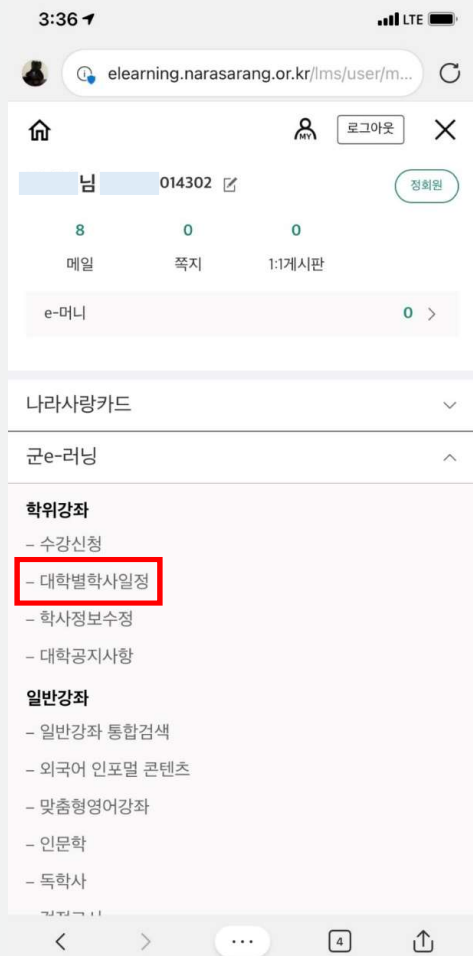 3:36
LTE
elearning.narasarang.or.kr/lms/user/m...
MY
로그아웃
님 014302
정회원
8 0 0
메일 쪽지 1:1게시판
e-머니 0
나라사랑카드
군e-러닝
학위강좌
– 수강신청
– 대학별학사일정
– 학사정보수정
– 대학공지사항
일반강좌
– 일반강좌 통합검색
– 외국어 인포멀 콘텐츠
– 맞춤형영어강좌
– 인문학
– 독학사
4